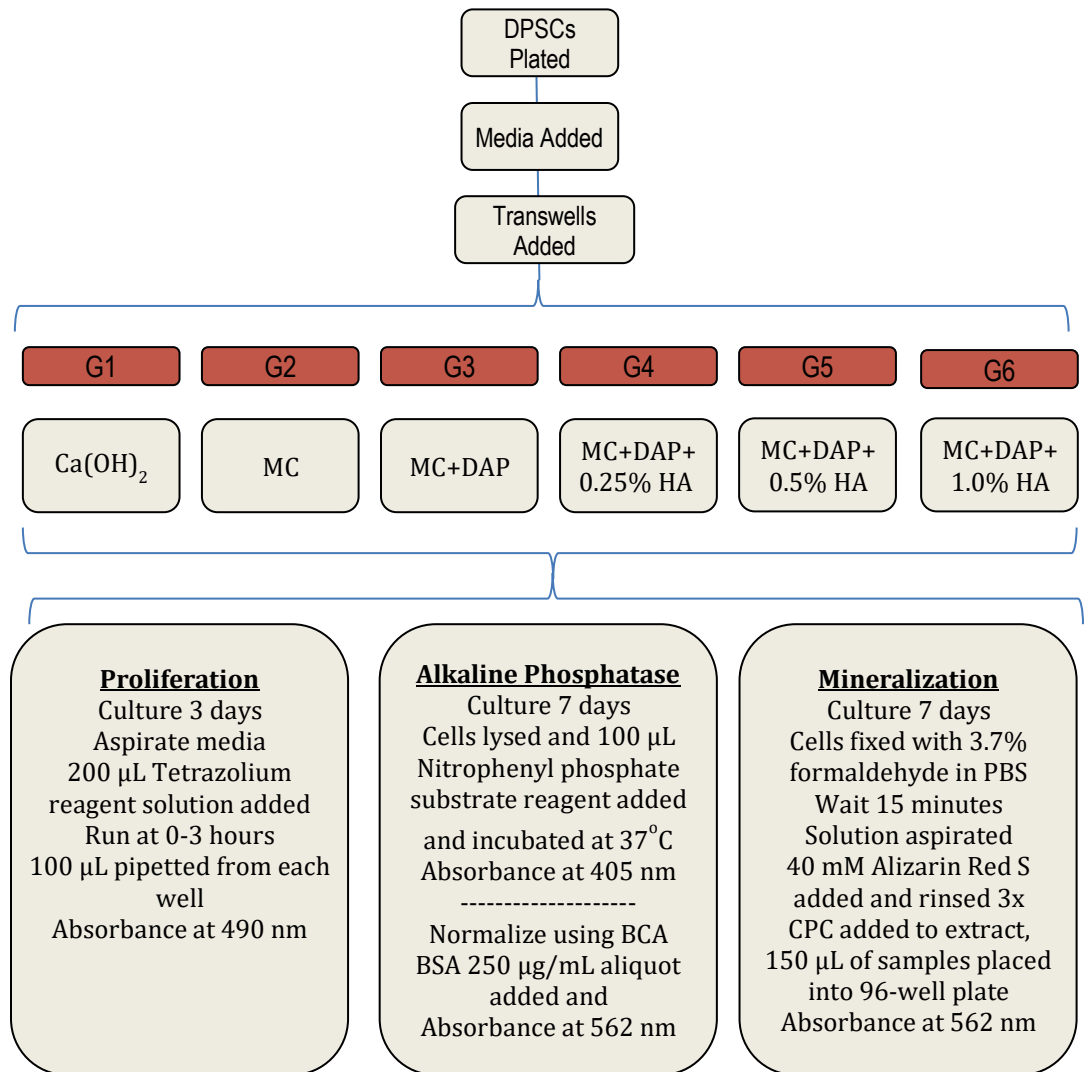 DPSCs
Plated
Media Added
Transwells
Added
G1
G2
G3
G4
G5
G6
Ca(OH)₂
MC
MC+DAP
MC+DAP+
0.25% HA
MC+DAP+
0.5% HA
MC+DAP+
1.0% HA
Proliferation
Culture 3 days
Aspirate media
200 µL Tetrazolium
reagent solution added
Run at 0-3 hours
100 µL pipetted from each
well
Absorbance at 490 nm
Alkaline Phosphatase
Culture 7 days
Cells lysed and 100 µL
Nitrophenyl phosphate
substrate reagent added
and incubated at 37°C
Absorbance at 405 nm
--------------------
Normalize using BCA
BSA 250 µg/mL aliquot
added and
Absorbance at 562 nm
Mineralization
Culture 7 days
Cells fixed with 3.7%
formaldehyde in PBS
Wait 15 minutes
Solution aspirated
40 mM Alizarin Red S
added and rinsed 3x
CPC added to extract,
150 µL of samples placed
into 96-well plate
Absorbance at 562 nm